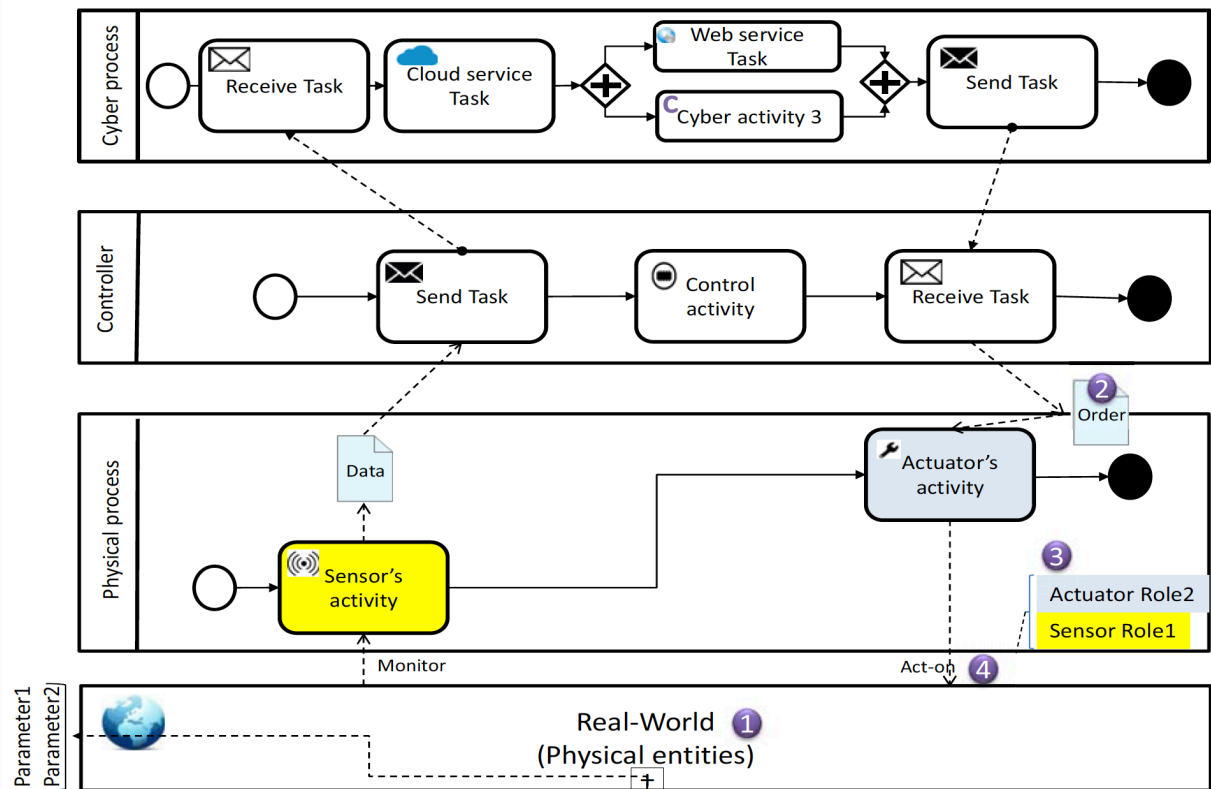 Cyber process
Receive Task
Cloud service
Task
Web service
Task
C
Cyber activity 3
Send Task
Controller
Send Task
Control
activity
Receive Task
2
Order
Physical process
Data
Sensor's
activity
Actuator's
activity
3
Actuator Role2
Sensor Role1
Monitor
Act-on
4
Parameter1
Parameter2
Real-World
1
(Physical entities)